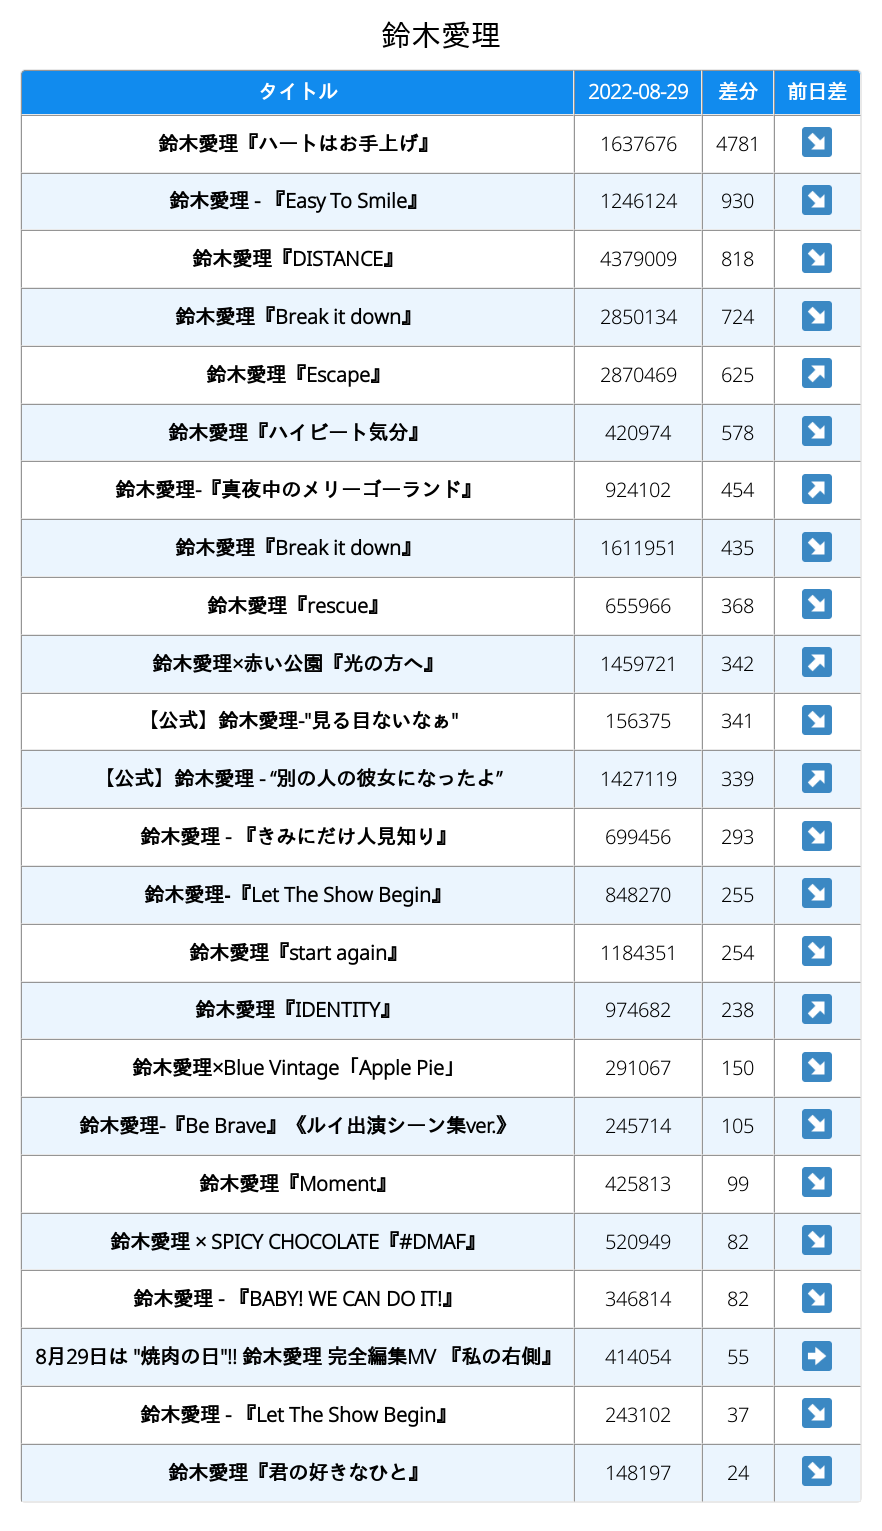 鈴木愛理
タイトル 2022-08-29 差分 前日差
鈴木愛理『ハートはお手上げ』 1637676 4781 ↘
鈴木愛理 - 『Easy To Smile』 1246124 930 ↘
鈴木愛理『DISTANCE』 4379009 818 ↘
鈴木愛理『Break it down』 2850134 724 ↘
鈴木愛理『Escape』 2870469 625 ↗
鈴木愛理『ハイビート気分』 420974 578 ↘
鈴木愛理-『真夜中のメリーゴーランド』 924102 454 ↗
鈴木愛理『Break it down』 1611951 435 ↘
鈴木愛理『rescue』 655966 368 ↘
鈴木愛理×赤い公園『光の方へ』 1459721 342 ↗
【公式】鈴木愛理-"見る目ないなぁ" 156375 341 ↘
【公式】鈴木愛理 - “別の人の彼女になったよ” 1427119 339 ↗
鈴木愛理 - 『きみにだけ人見知り』 699456 293 ↘
鈴木愛理-『Let The Show Begin』 848270 255 ↘
鈴木愛理『start again』 1184351 254 ↘
鈴木愛理『IDENTITY』 974682 238 ↗
鈴木愛理×Blue Vintage「Apple Pie」 291067 150 ↘
鈴木愛理-『Be Brave』《ルイ出演シーン集ver.》 245714 105 ↘
鈴木愛理『Moment』 425813 99 ↘
鈴木愛理 × SPICY CHOCOLATE『#DMAF』 520949 82 ↘
鈴木愛理 - 『BABY! WE CAN DO IT!』 346814 82 ↘
8月29日は "焼肉の日"!! 鈴木愛理 完全編集MV 『私の右側』 414054 55 ➡
鈴木愛理 - 『Let The Show Begin』 243102 37 ↘
鈴木愛理『君の好きなひと』 148197 24 ↘